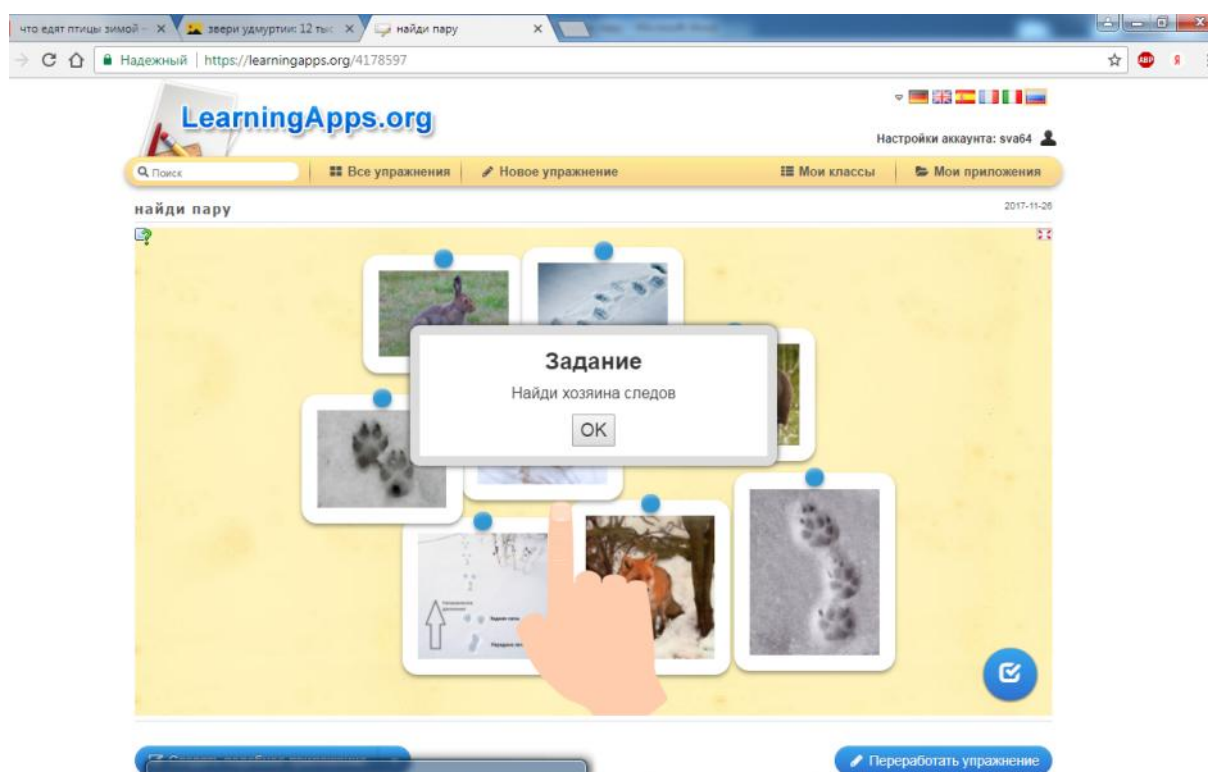 что едят птицы зимой –
звери удмуртии: 12 тыс
найди пару
Надежный | https://learningapps.org/4178597
ABP
Я
LearningApps.org
Настройки аккаунта: sva64
Поиск
Все упражнения
Новое упражнение
Мои классы
Мои приложения
найди пару
2017-11-26
Задание
Найди хозяина следов
OK
Переработать упражнение